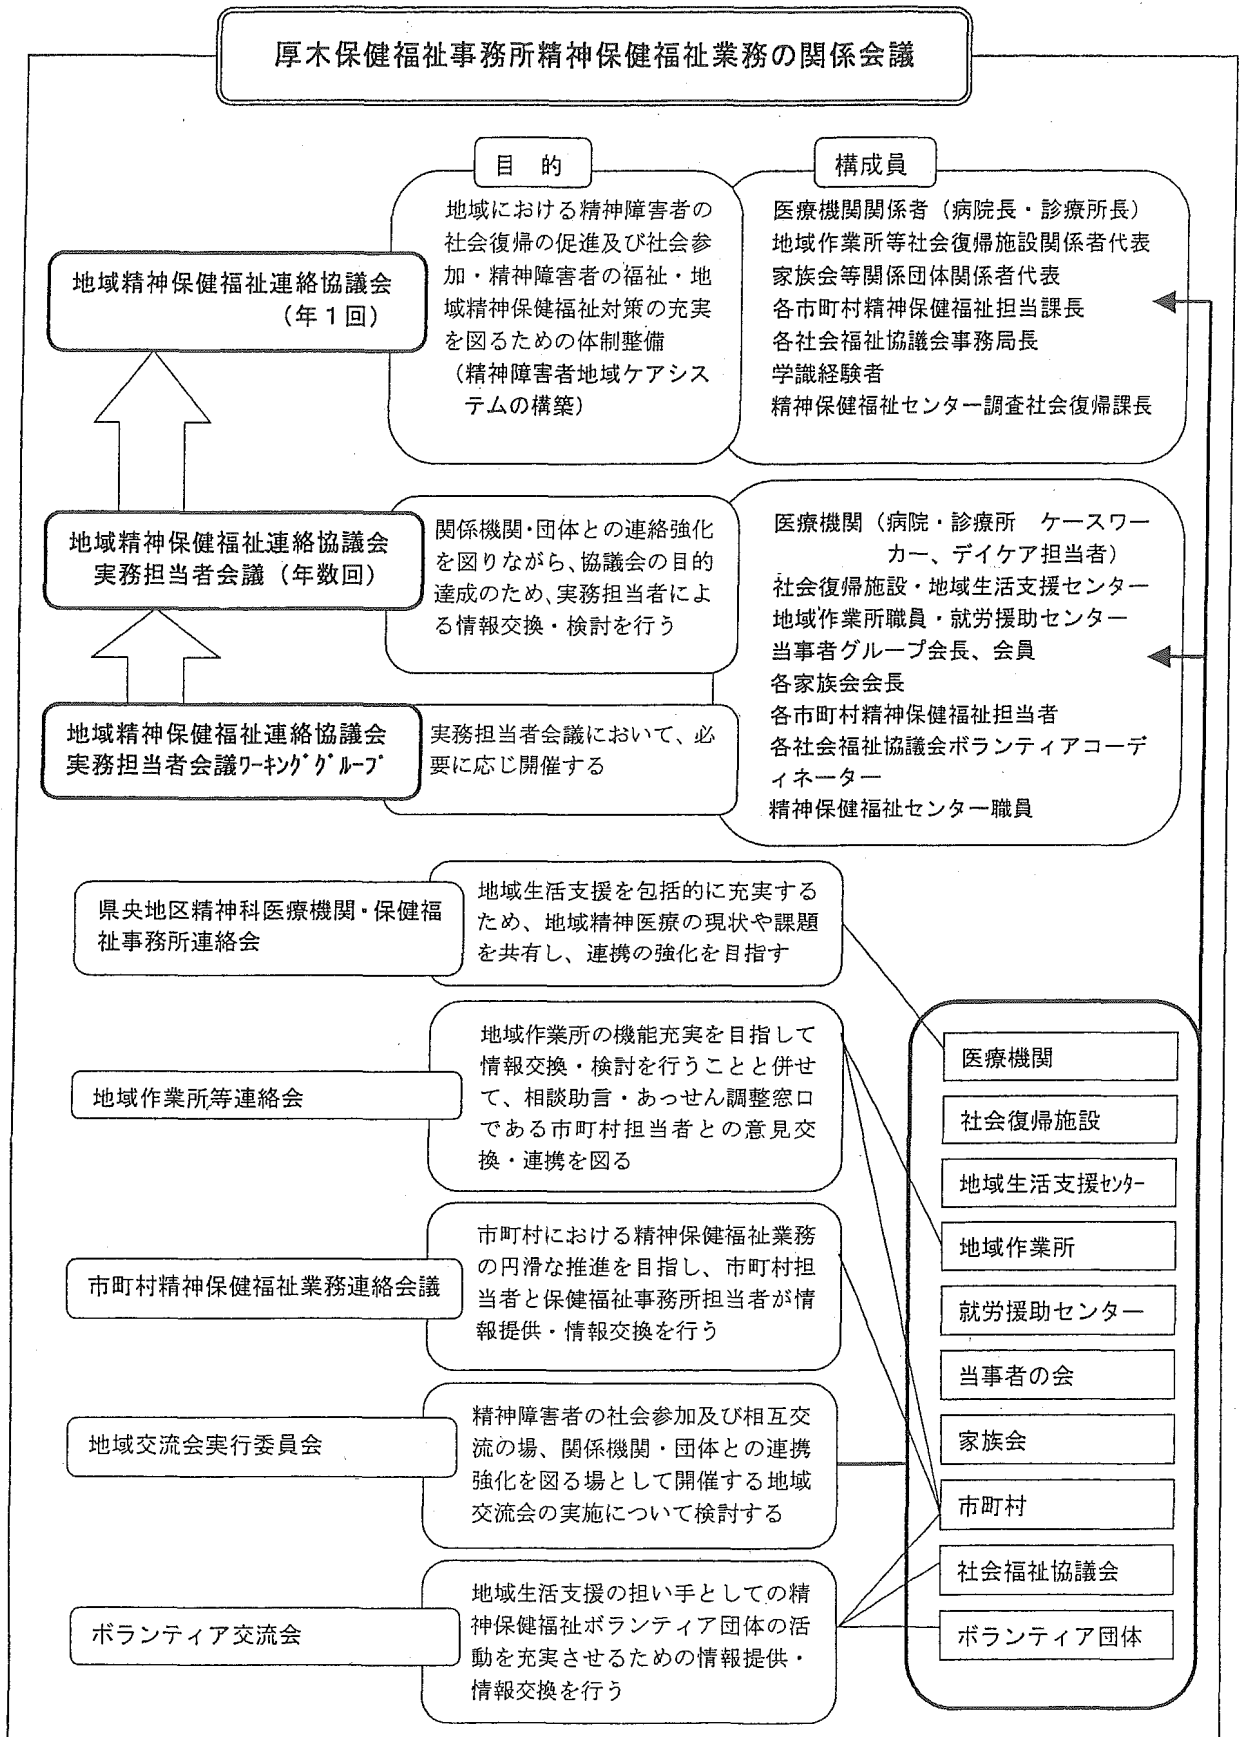 厚木保健福祉事務所精神保健福祉業務の関係会議
目　的
構成員
地域精神保健福祉連絡協議会
（年１回）
地域における精神障害者の
社会復帰の促進及び社会参
加・精神障害者の福祉・地
域精神保健福祉対策の充実
を図るための体制整備
（精神障害者地域ケアシス
テムの構築）
医療機関関係者（病院長・診療所長）
地域作業所等社会復帰施設関係者代表
家族会等関係団体関係者代表
各市町村精神保健福祉担当課長
各社会福祉協議会事務局長
学識経験者
精神保健福祉センター調査社会復帰課長
地域精神保健福祉連絡協議会
実務担当者会議（年数回）
関係機関・団体との連絡強化
を図りながら、協議会の目的
達成のため、実務担当者によ
る情報交換・検討を行う
地域精神保健福祉連絡協議会
実務担当者会議ﾜｰｷﾝｸﾞｸﾞﾙｰﾌﾟ
実務担当者会議において、必
要に応じ開催する
医療機関（病院・診療所　ケースワー
カー、デイケア担当者）
社会復帰施設・地域生活支援センター
地域作業所職員・就労援助センター
当事者グループ会長、会員
各家族会会長
各市町村精神保健福祉担当者
各社会福祉協議会ボランティアコーデ
ィネーター
精神保健福祉センター職員
県央地区精神科医療機関・保健福
祉事務所連絡会
地域生活支援を包括的に充実する
ため、地域精神医療の現状や課題
を共有し、連携の強化を目指す
地域作業所等連絡会
地域作業所の機能充実を目指して
情報交換・検討を行うことと併せ
て、相談助言・あっせん調整窓口
である市町村担当者との意見交
換・連携を図る
市町村精神保健福祉業務連絡会議
市町村における精神保健福祉業務
の円滑な推進を目指し、市町村担
当者と保健福祉事務所担当者が情
報提供・情報交換を行う
地域交流会実行委員会
精神障害者の社会参加及び相互交
流の場、関係機関・団体との連携
強化を図る場として開催する地域
交流会の実施について検討する
ボランティア交流会
地域生活支援の担い手としての精
神保健福祉ボランティア団体の活
動を充実させるための情報提供・
情報交換を行う
医療機関
社会復帰施設
地域生活支援ｾﾝﾀｰ
地域作業所
就労援助センター
当事者の会
家族会
市町村
社会福祉協議会
ボランティア団体